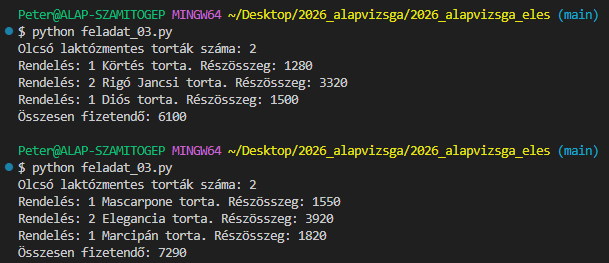 Peter@ALAP-SZAMITOGEP MINGW64 ~/Desktop/2026_alapvizsga/2026_alapvizsga_eles (main)
$ python feladat_03.py
Olcsó laktózmentes torták száma: 2
Rendelés: 1 Körtés torta. Részösszeg: 1280
Rendelés: 2 Rigó Jancsi torta. Részösszeg: 3320
Rendelés: 1 Diós torta. Részösszeg: 1500
Összesen fizetendő: 6100
Peter@ALAP-SZAMITOGEP MINGW64 ~/Desktop/2026_alapvizsga/2026_alapvizsga_eles (main)
$ python feladat_03.py
Olcsó laktózmentes torták száma: 2
Rendelés: 1 Mascarpone torta. Részösszeg: 1550
Rendelés: 2 Elegancia torta. Részösszeg: 3920
Rendelés: 1 Marcipán torta. Részösszeg: 1820
Összesen fizetendő: 7290